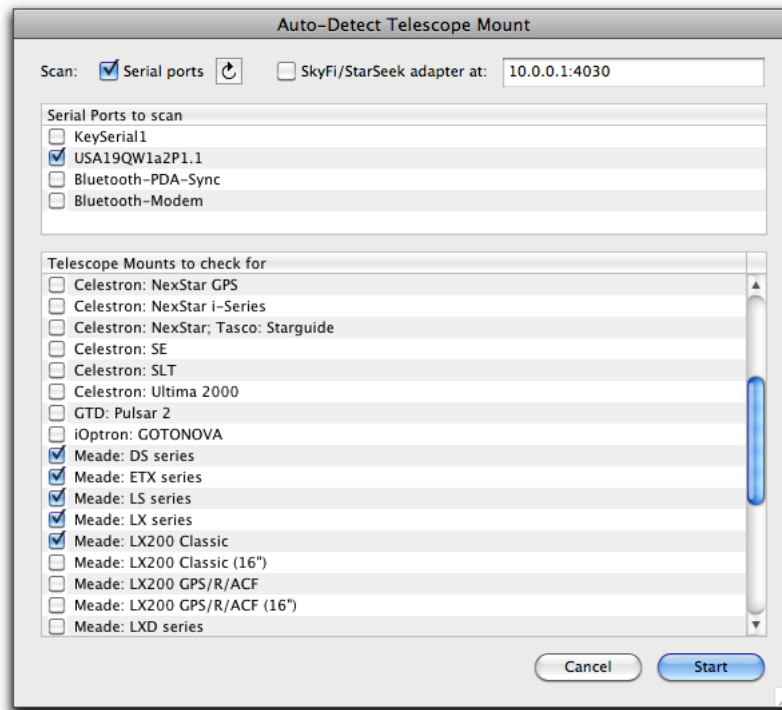 Auto-Detect Telescope Mount
Scan: Serial ports SkyFi/StarSeek adapter at: 10.0.0.1:4030
Serial Ports to scan
KeySerial1
USA19QW1a2P1.1
Bluetooth-PDA-Sync
Bluetooth-Modem
Telescope Mounts to check for
Celestron: NexStar GPS
Celestron: NexStar i-Series
Celestron: NexStar; Tasco: Starguide
Celestron: SE
Celestron: SLT
Celestron: Ultima 2000
GTD: Pulsar 2
iOptron: GOTONOVA
Meade: DS series
Meade: ETX series
Meade: LS series
Meade: LX series
Meade: LX200 Classic
Meade: LX200 Classic (16")
Meade: LX200 GPS/R/ACF
Meade: LX200 GPS/R/ACF (16")
Meade: LXD series
Cancel Start